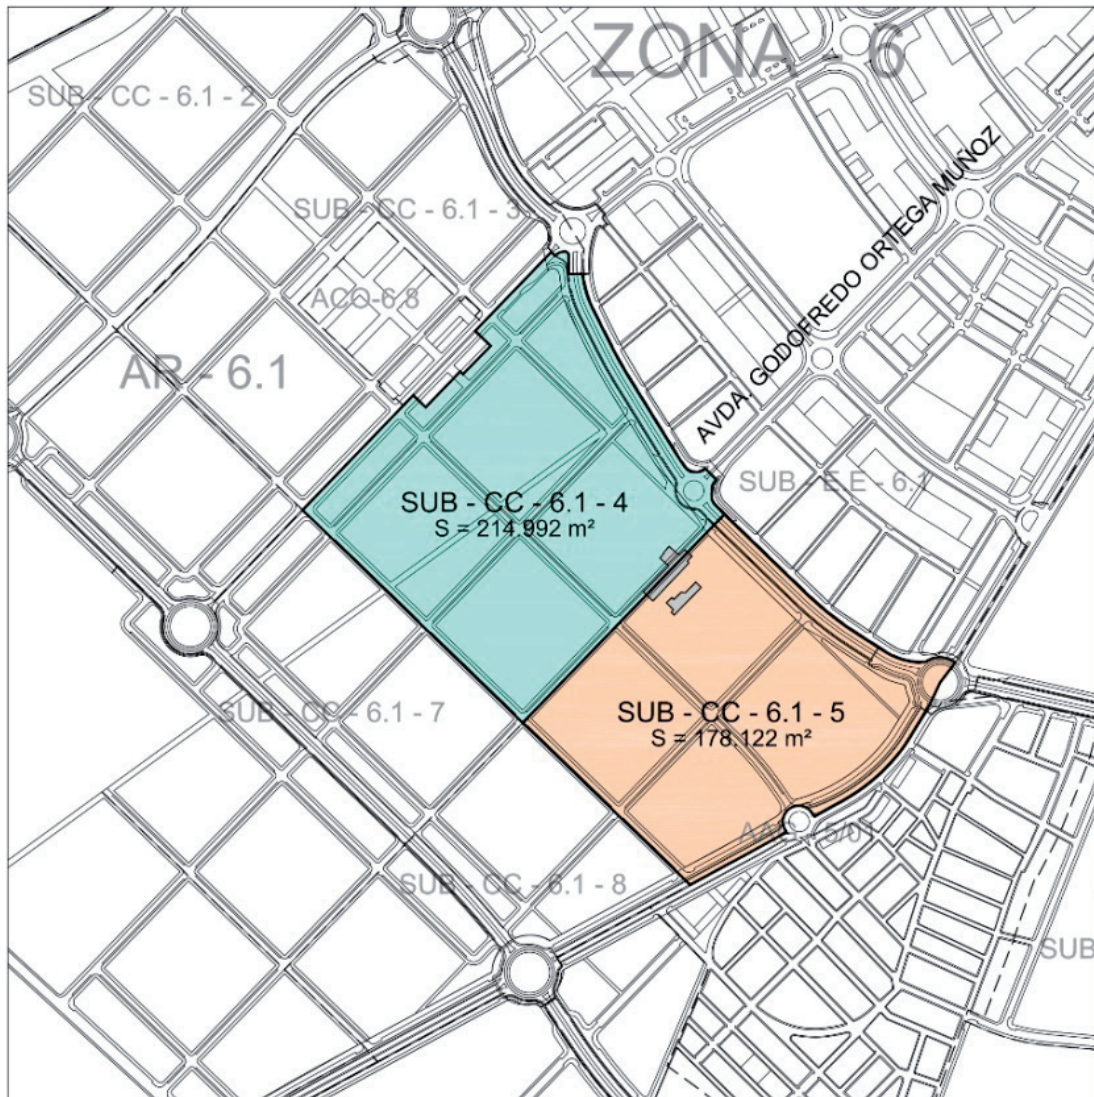 ZONA - 6
SUB - CC - 6.1 - 2
AVDA. GODOFREDO ORTEGA MUÑOZ
SUB - CC - 6.1 - 3
ACO-6.8
AR - 6.1
SUB - E.E - 6.1
SUB - CC - 6.1 - 4
S = 214.992 m²
SUB - CC - 6.1 - 7
SUB - CC - 6.1 - 5
S = 178.122 m²
SUB - CC - 6.1 - 8
SUB